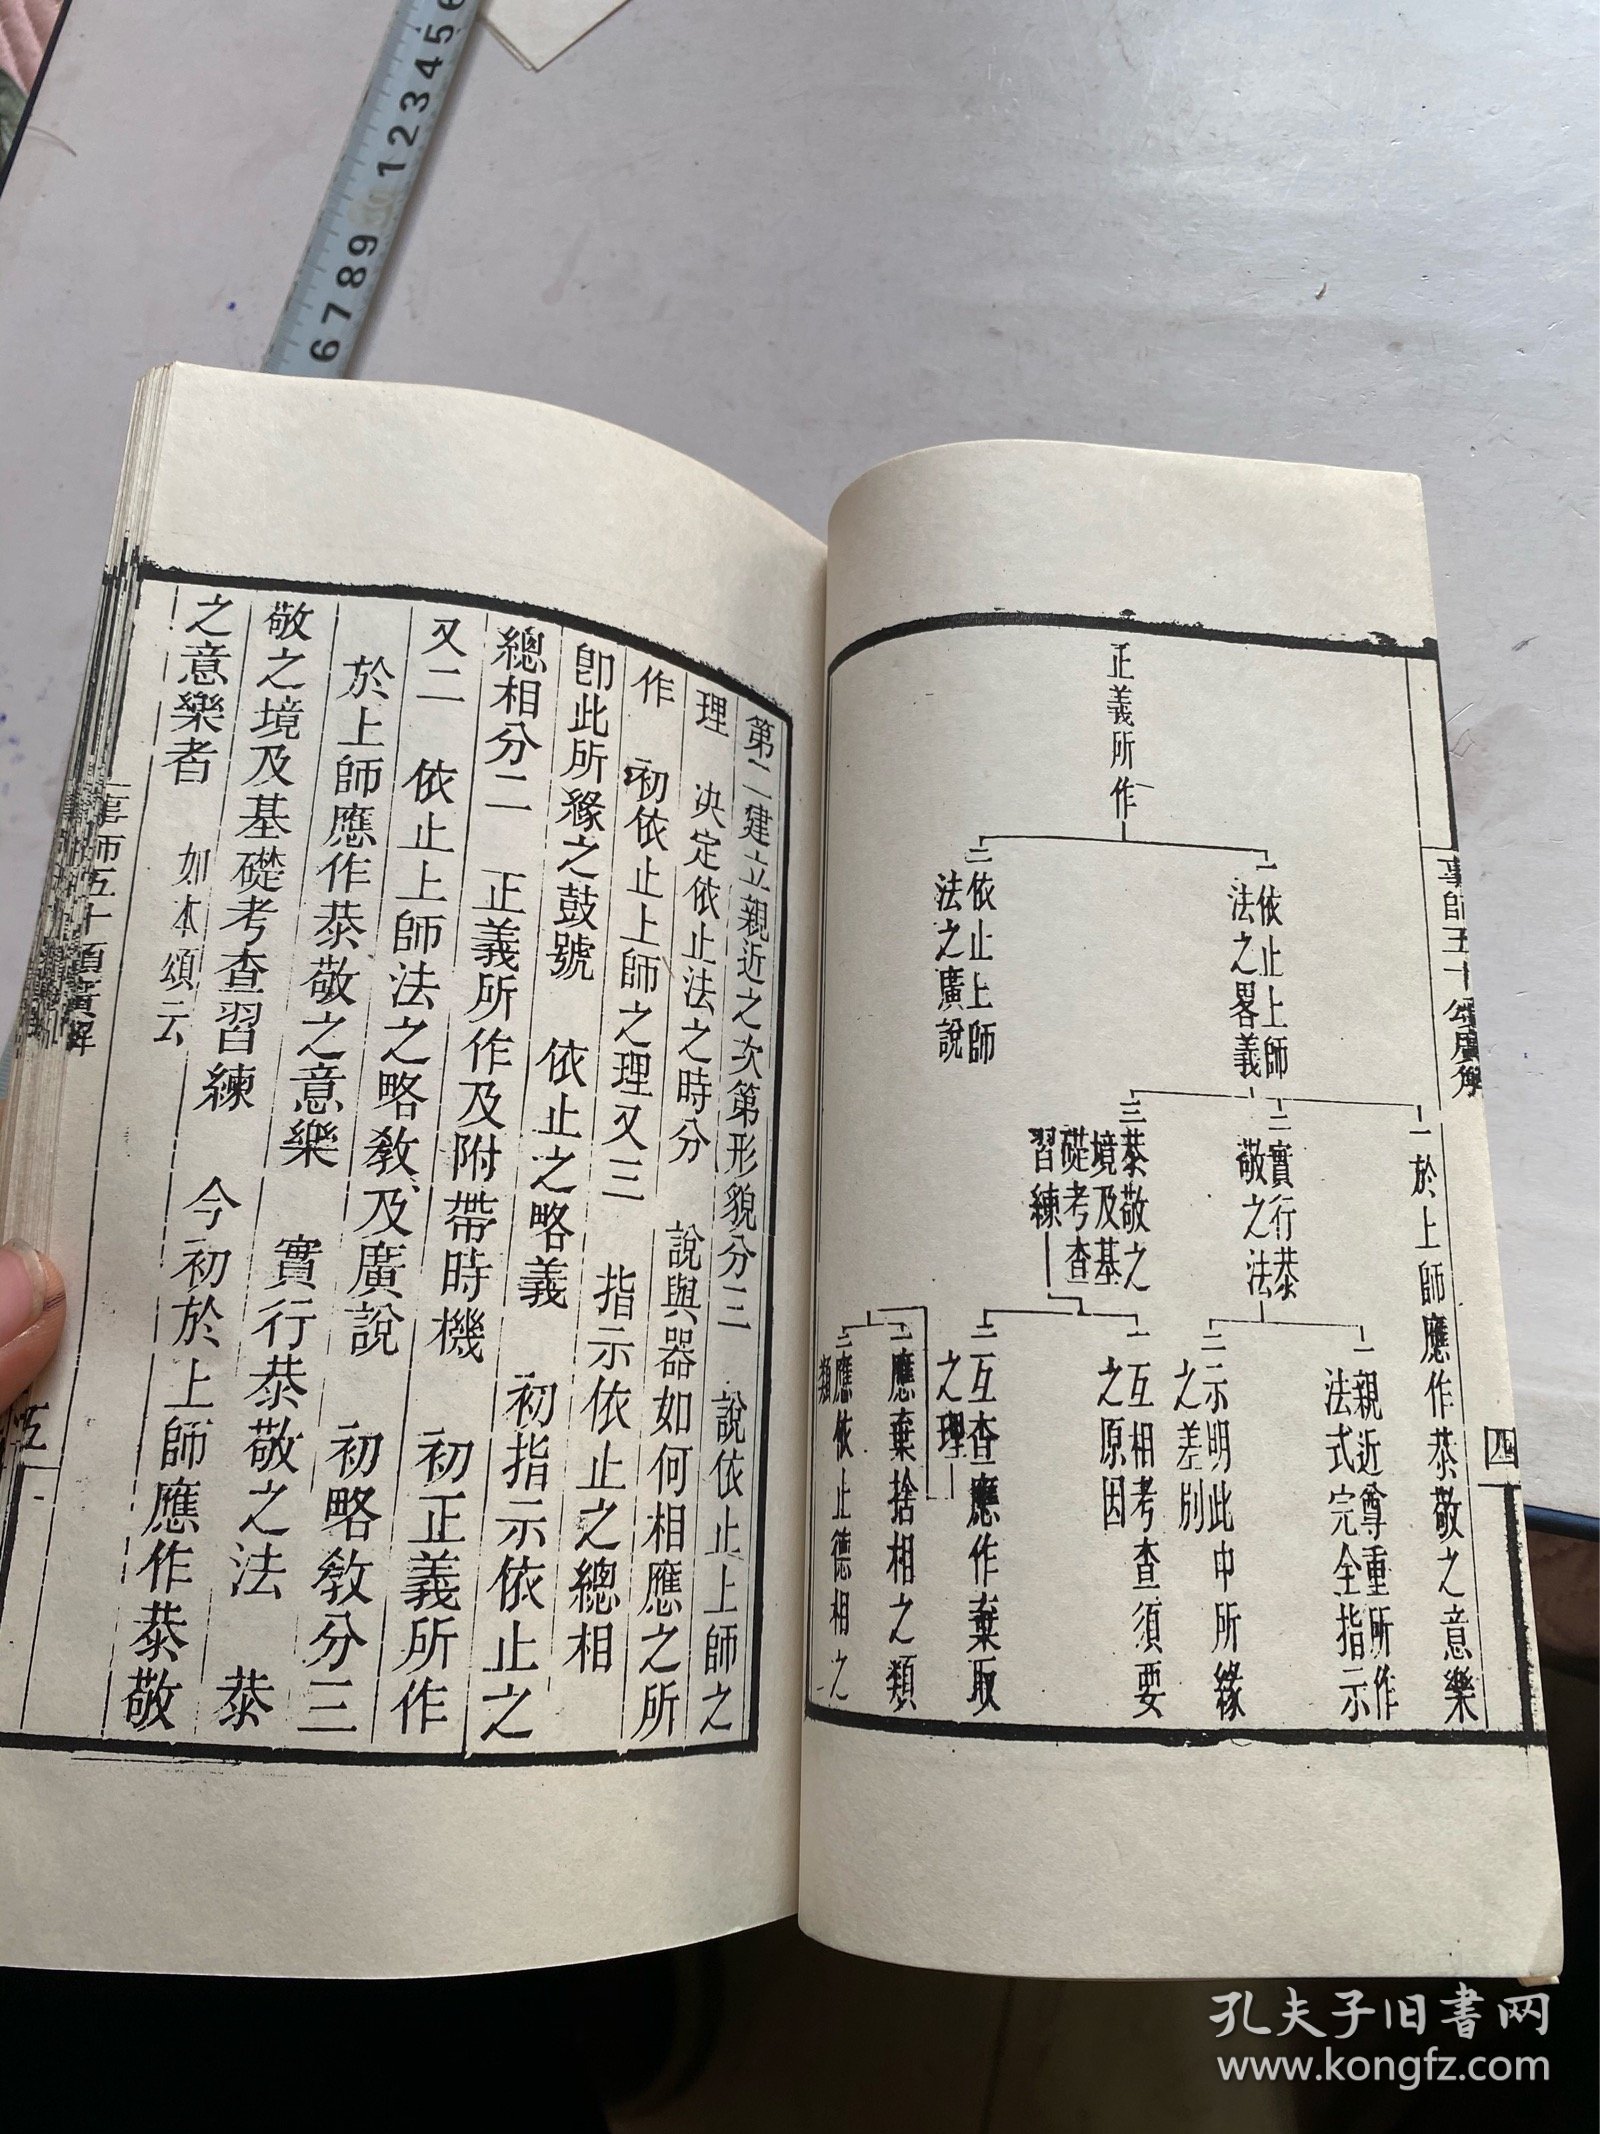 事師五十頌廣解
四
正義所作
一依止上師
法之畧義
二依止上師
法之廣說
一於上師應作恭敬之意樂
二實行恭
敬之法
三恭敬之
境及基
礎考查
習練
一親近尊重所作
法式完全指示
二示明此中所緣
之差別
一互相考查須要
之原因
二互查應作棄取
之理
一應棄捨相之類
二應依止德相之
類
第二建立親近之次第形貌分三 說依止上師之
理 決定依止法之時分 說與器如何相應之所
作 初依止上師之理又三 指示依止之總相
卽此所緣之鼓號 依止之略義 初指示依止之
總相分二 正義所作及附帶時機 初正義所作
又二 依止上師法之略教及廣說 初略教分三
於上師應作恭敬之意樂 實行恭敬之法 恭
敬之境及基礎考查習練 今初於上師應作恭敬
之意樂者 如本頌云
事師五十頌廣解
五
6 7 8 9 1 2 3 4 5 6
孔夫子旧书网
www.kongfz.com